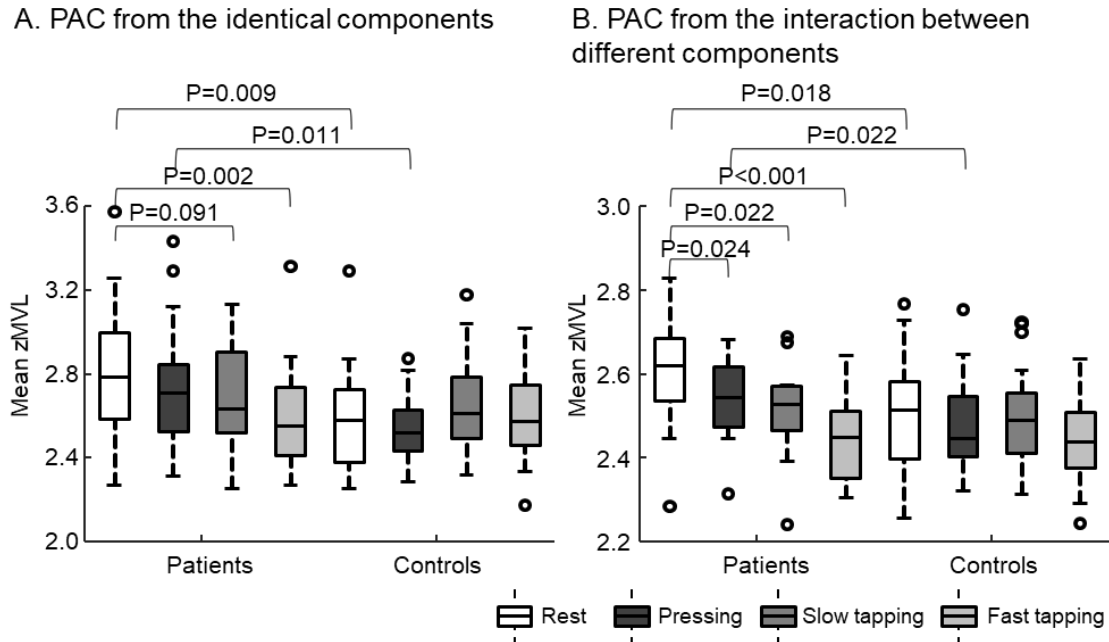 A. PAC from the identical components
B. PAC from the interaction between
different components
P=0.009
P=0.011
P=0.002
P=0.091
3.6
3.2
2.8
2.4
2.0
Mean zMVL
Patients
Controls
P=0.018
P=0.022
P<0.001
P=0.022
P=0.024
3.0
2.8
2.6
2.4
2.2
Mean zMVL
Patients
Controls
Rest
Pressing
Slow tapping
Fast tapping